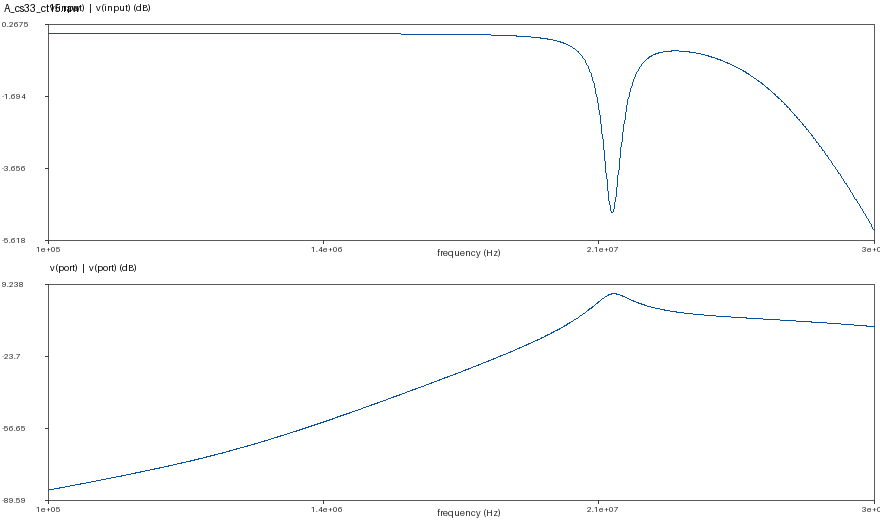 v(input) | v(input) (dB)
0.2675
-1.694
-3.656
-5.618
1e+05
1.4e+06
2.1e+07
3e+0
frequency (Hz)
v(port) | v(port) (dB)
9.238
-23.7
-56.65
-89.59
1e+05
1.4e+06
2.1e+07
3e+0
frequency (Hz)